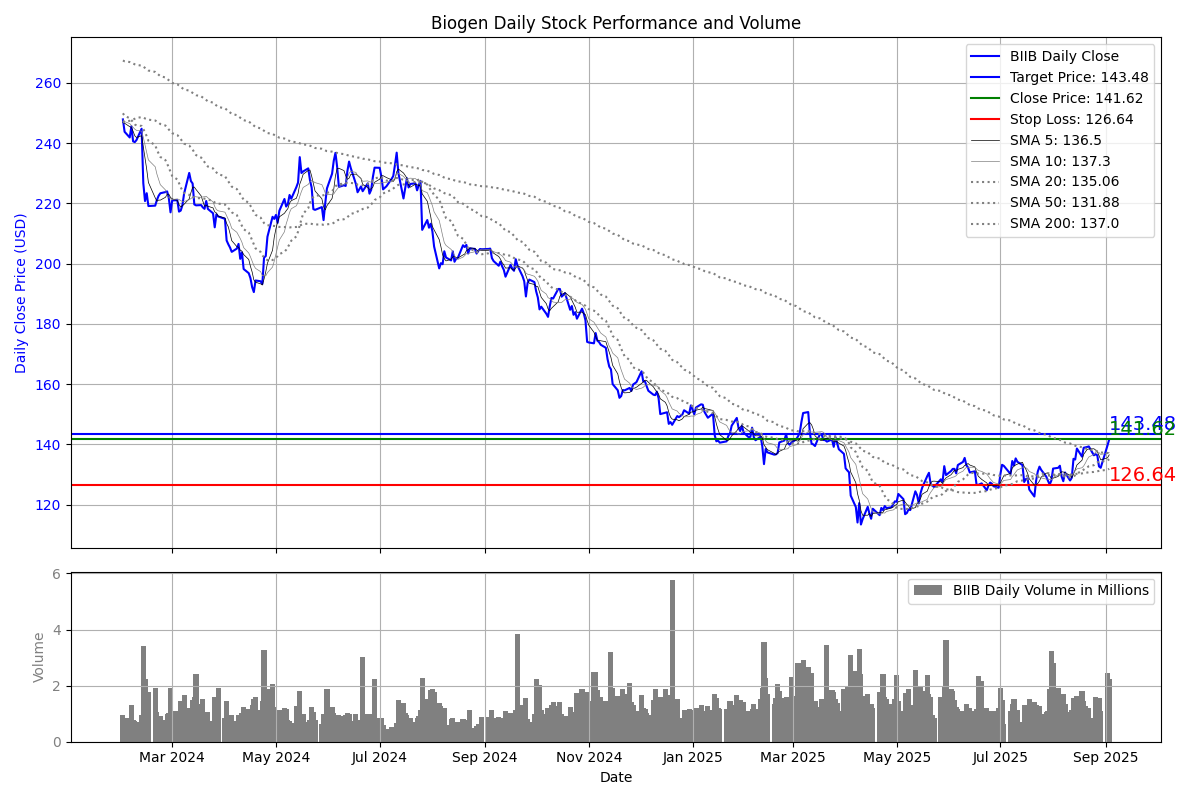 Biogen Daily Stock Performance and Volume
Daily Close Price (USD)
260
240
220
200
180
160
140
120
BIIB Daily Close
Target Price: 143.48
Close Price: 141.62
Stop Loss: 126.64
SMA 5: 136.5
SMA 10: 137.3
SMA 20: 135.06
SMA 50: 131.88
SMA 200: 137.0
143.48
141.62
126.64
Volume
6
4
2
0
BIIB Daily Volume in Millions
Mar 2024
May 2024
Jul 2024
Sep 2024
Nov 2024
Jan 2025
Mar 2025
May 2025
Jul 2025
Sep 2025
Date